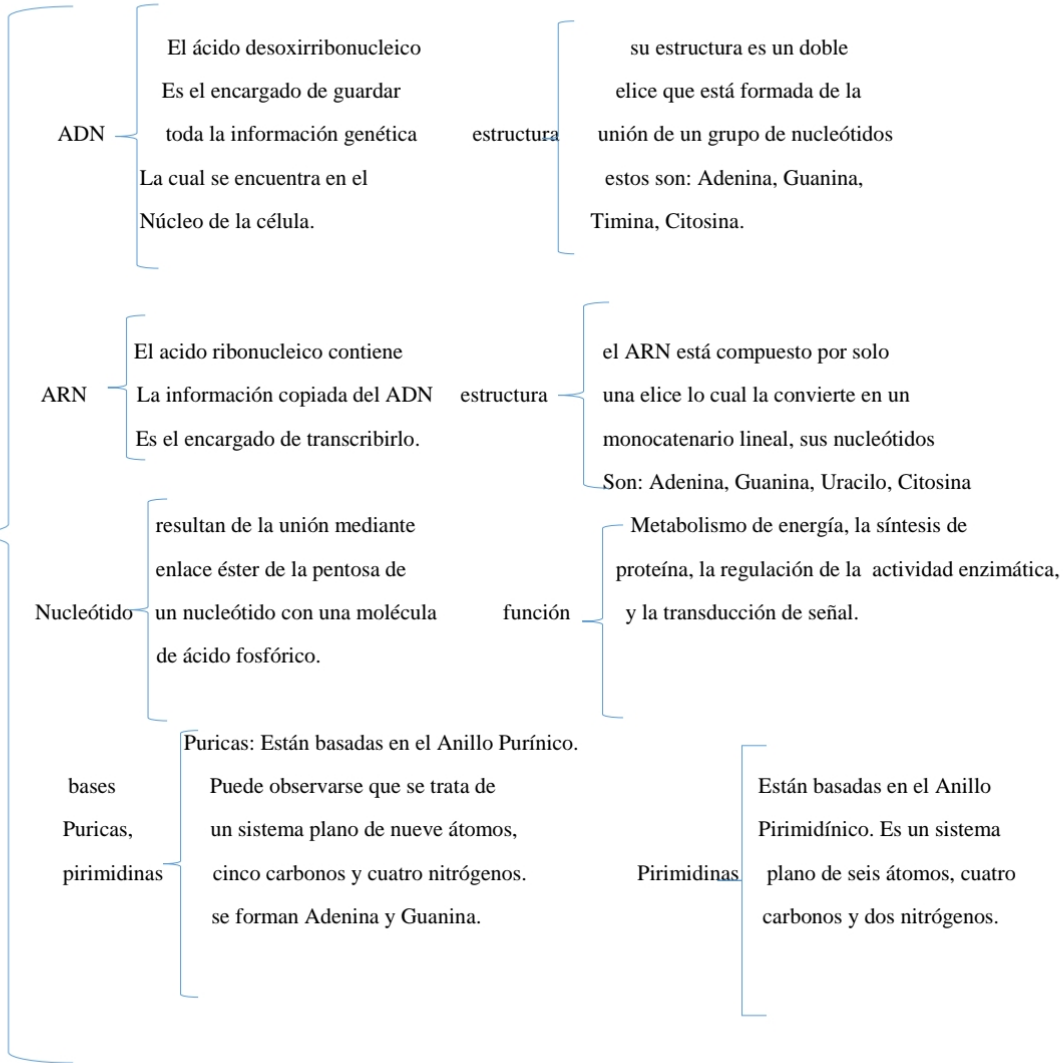 El ácido desoxirribonucleico
Es el encargado de guardar
ADN
toda la información genética
La cual se encuentra en el
Núcleo de la célula.
estructura
su estructura es un doble
elice que está formada de la
unión de un grupo de nucleótidos
estos son: Adenina, Guanina,
Timina, Citosina.
El acido ribonucleico contiene
ARN
La información copiada del ADN
Es el encargado de transcribirlo.
estructura
el ARN está compuesto por solo
una elice lo cual la convierte en un
monocatenario lineal, sus nucleótidos
Son: Adenina, Guanina, Uracilo, Citosina
resultan de la unión mediante
enlace éster de la pentosa de
Nucleótido
un nucleótido con una molécula
de ácido fosfórico.
función
Metabolismo de energía, la síntesis de
proteína, la regulación de la actividad enzimática,
y la transducción de señal.
bases
Puricas,
pirimidinas
Puricas: Están basadas en el Anillo Purínico.
Puede observarse que se trata de
un sistema plano de nueve átomos,
cinco carbonos y cuatro nitrógenos.
se forman Adenina y Guanina.
Pirimidinas
Están basadas en el Anillo
Pirimidínico. Es un sistema
plano de seis átomos, cuatro
carbonos y dos nitrógenos.